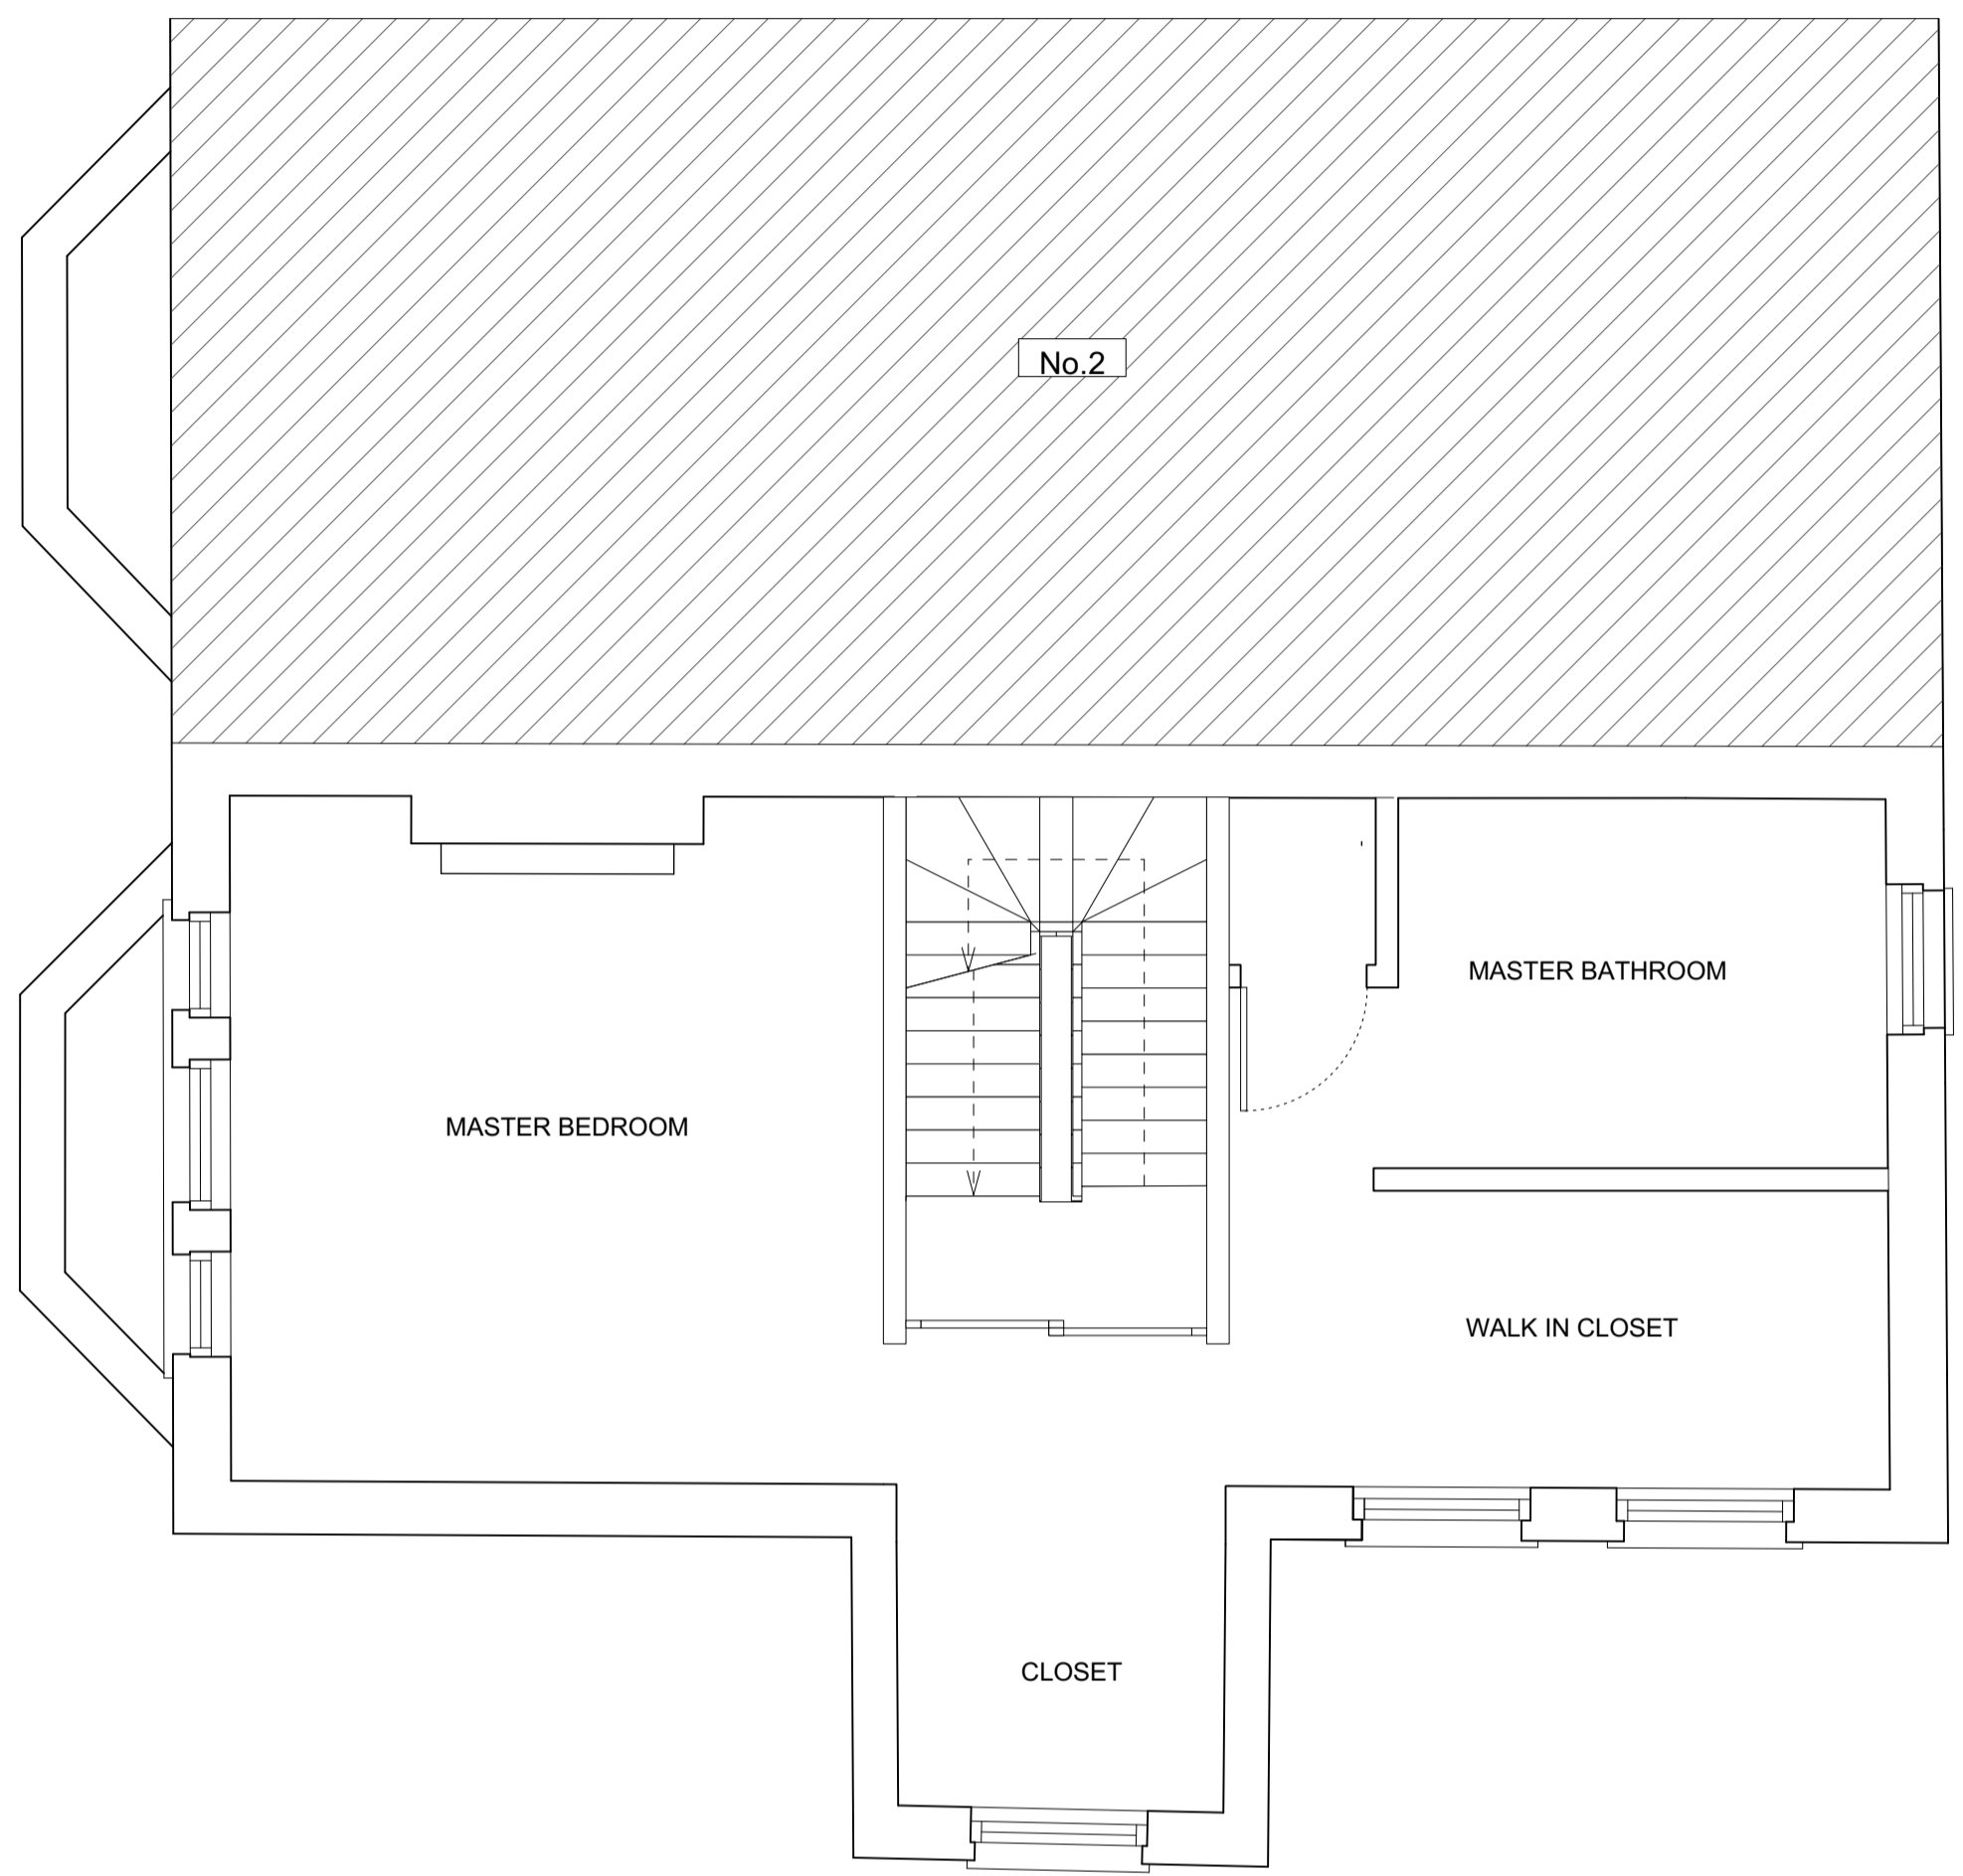 No.2
MASTER BATHROOM
MASTER BEDROOM
WALK IN CLOSET
CLOSET